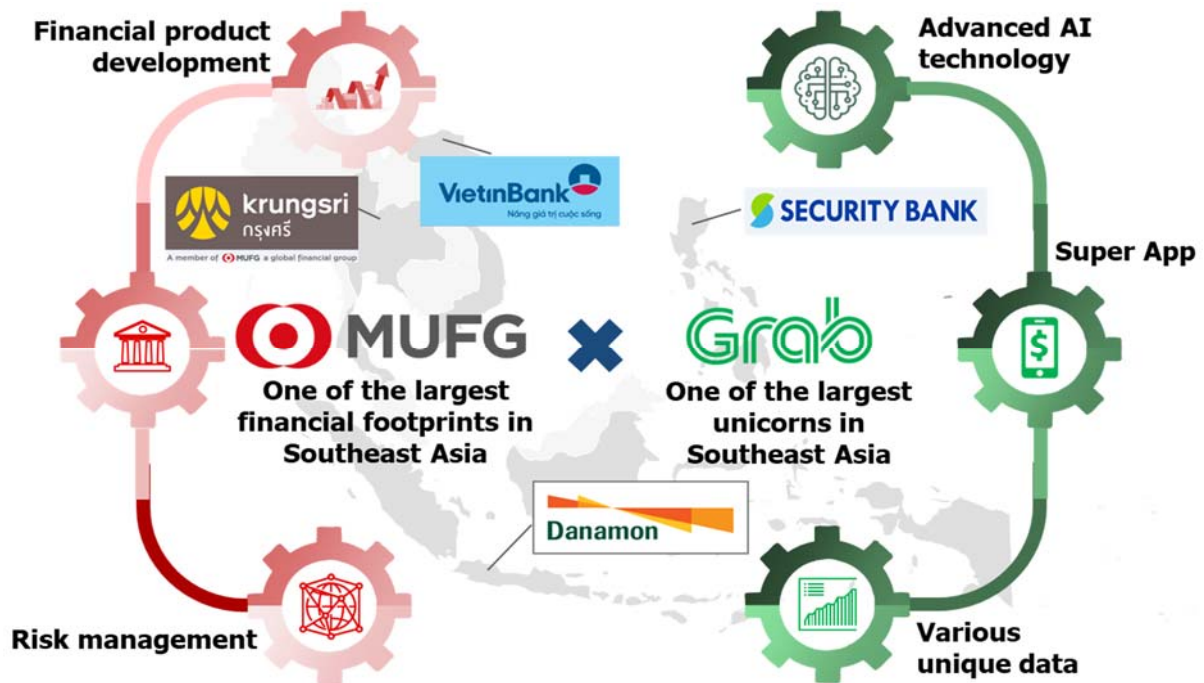 Financial product
development
Advanced AI
technology
krungsri
กรุงศรี
A member of MUFG a global financial group
VietinBank
Nâng giá trị cuộc sống
SECURITY BANK
Super App
MUFG
One of the largest
financial footprints in
Southeast Asia
Grab
One of the largest
unicorns in
Southeast Asia
Danamon
Risk management
Various
unique data
$